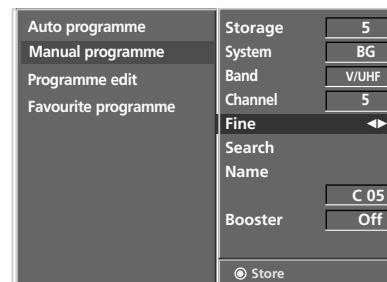 Auto programme
Manual programme
Programme edit
Favourite programme
Storage 5
System BG
Band V/UHF
Channel 5
Fine ◀▶
Search
Name
C 05
Booster Off
◉ Store